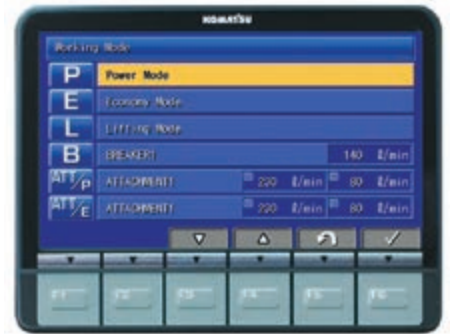 KOMATSU
Working Mode
P Power Mode
E Economy Mode
L Lifting Mode
B BREAKER1 140 ℓ/min
ATT/P ATTACHMENT1 220 ℓ/min 80 ℓ/min
ATT/E ATTACHMENT1 220 ℓ/min 80 ℓ/min
F1 F2 F3 F4 F5 F6